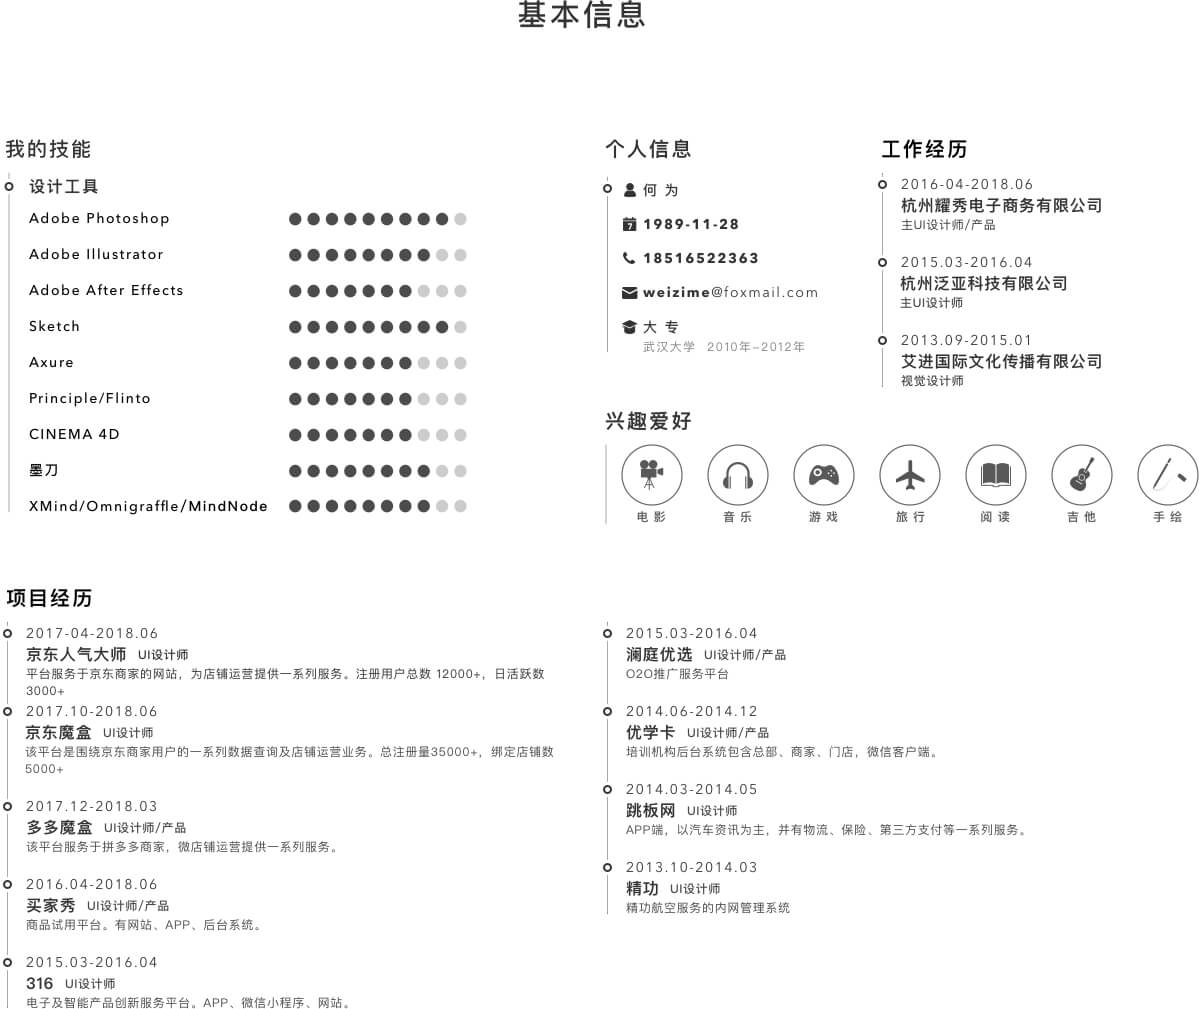 基本信息
我的技能
设计工具
Adobe Photoshop
Adobe Illustrator
Adobe After Effects
Sketch
Axure
Principle/Flinto
CINEMA 4D
墨刀
XMind/Omnigraffle/MindNode
个人信息
何 为
1989-11-28
18516522363
weizime@foxmail.com
大 专
武汉大学 2010年-2012年
工作经历
2016-04-2018.06
杭州耀秀电子商务有限公司
主UI设计师/产品
2015.03-2016.04
杭州泛亚科技有限公司
主UI设计师
2013.09-2015.01
艾进国际文化传播有限公司
视觉设计师
兴趣爱好
电 影
音 乐
游 戏
旅 行
阅 读
吉 他
手 绘
项目经历
2017-04-2018.06
京东人气大师 UI设计师
平台服务于京东商家的网站，为店铺运营提供一系列服务。注册用户总数 12000+，日活跃数
3000+
2017.10-2018.06
京东魔盒 UI设计师
该平台是围绕京东商家用户的一系列数据查询及店铺运营业务。总注册量35000+，绑定店铺数
5000+
2017.12-2018.03
多多魔盒 UI设计师/产品
该平台服务于拼多多商家，微店铺运营提供一系列服务。
2016.04-2018.06
买家秀 UI设计师/产品
商品试用平台。有网站、APP、后台系统。
2015.03-2016.04
316 UI设计师
电子及智能产品创新服务平台。APP、微信小程序、网站。
2015.03-2016.04
澜庭优选 UI设计师/产品
O2O推广服务平台
2014.06-2014.12
优学卡 UI设计师/产品
培训机构后台系统包含总部、商家、门店，微信客户端。
2014.03-2014.05
跳板网 UI设计师
APP端，以汽车资讯为主，并有物流、保险、第三方支付等一系列服务。
2013.10-2014.03
精功 UI设计师
精功航空服务的内网管理系统